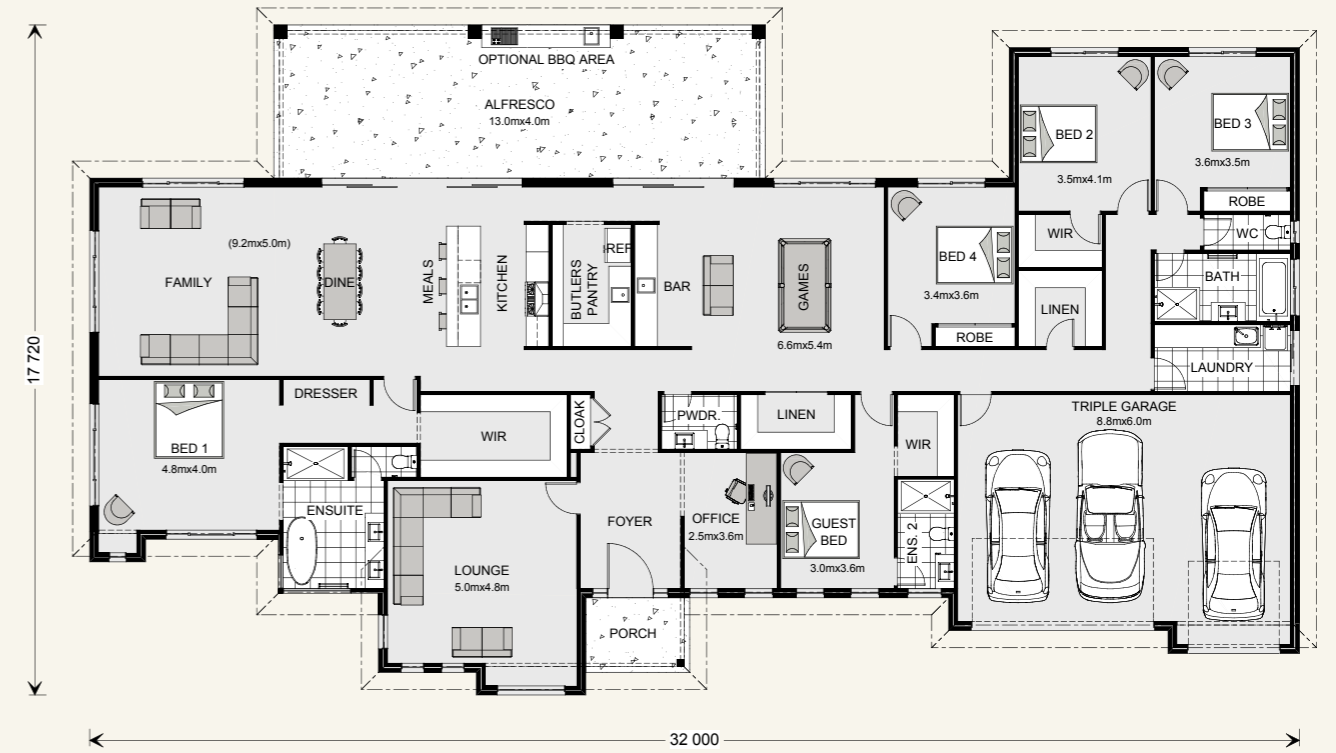 OPTIONAL BBQ AREA
ALFRESCO
13.0mx4.0m
BED 2
3.5mx4.1m
BED 3
3.6mx3.5m
ROBE
WIR
WC
BATH
LINEN
LAUNDRY
(9.2mx5.0m)
FAMILY
DINE
MEALS
KITCHEN
BUTLERS
PANTRY
REF
BAR
GAMES
6.6mx5.4m
BED 4
3.4mx3.6m
ROBE
17 720
DRESSER
BED 1
4.8mx4.0m
WIR
CLOAK
PWDR.
LINEN
WIR
TRIPLE GARAGE
8.8mx6.0m
ENSUITE
LOUNGE
5.0mx4.8m
FOYER
OFFICE
2.5mx3.6m
GUEST
BED
3.0mx3.6m
ENS. 2
PORCH
32 000